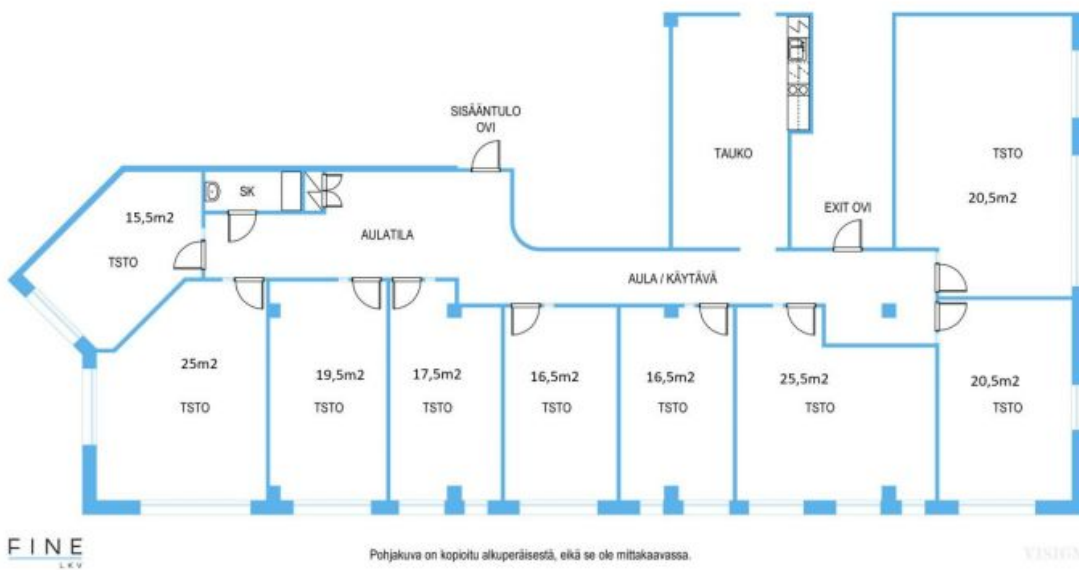 SISÄÄNTULO
OVI
TAUKO
TSTO
20,5m2
SK
15,5m2
TSTO
AULATILA
EXIT OVI
AULA / KÄYTÄVÄ
25m2
TSTO
19,5m2
TSTO
17,5m2
TSTO
16,5m2
TSTO
16,5m2
TSTO
25,5m2
TSTO
20,5m2
TSTO
FINE
LKV
Pohjakuva on kopioitu alkuperäisestä, eikä se ole mittakaavassa.